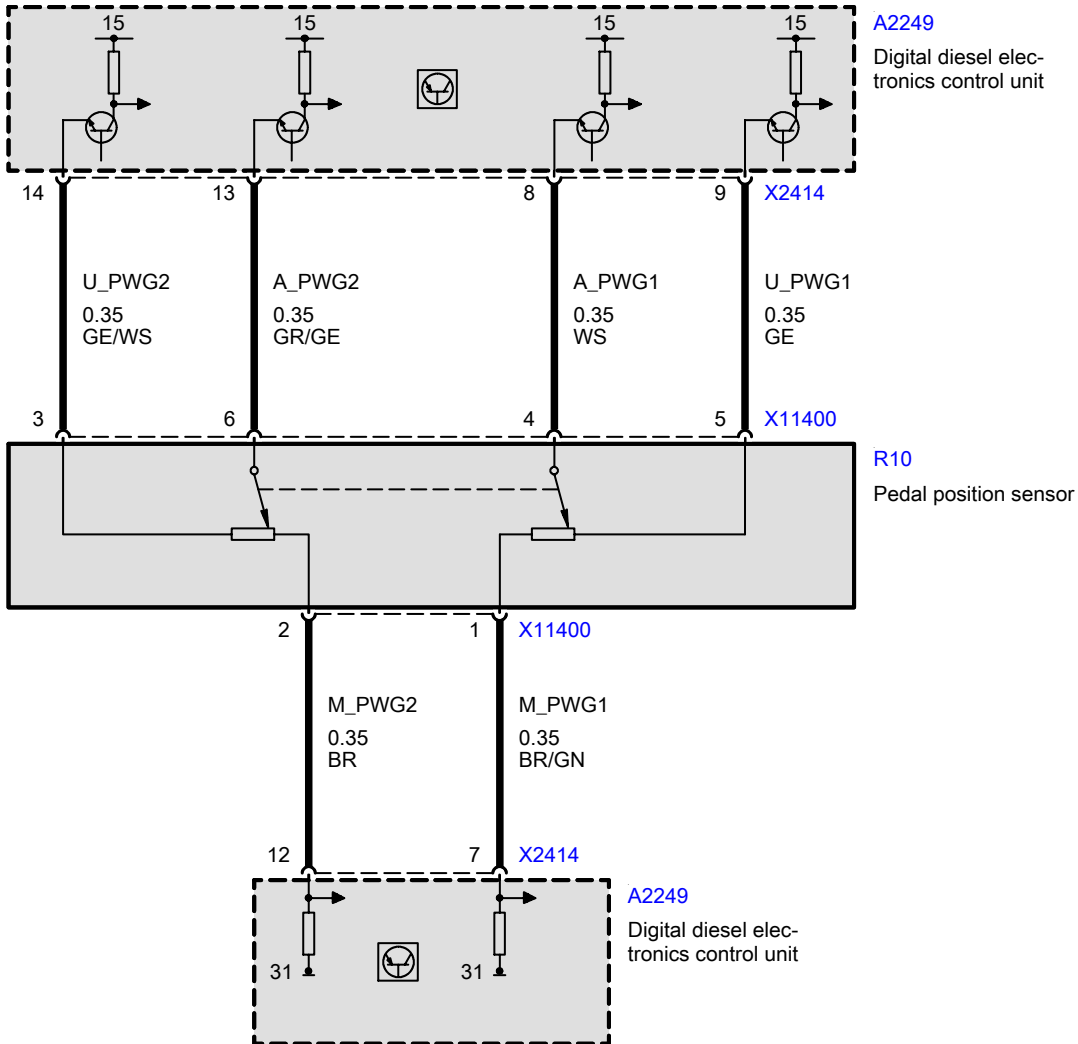 15 15 15 15
A2249
Digital diesel elec-
tronics control unit
14 13 8 9 X2414
U_PWG2 A_PWG2 A_PWG1 U_PWG1
0.35 0.35 0.35 0.35
GE/WS GR/GE WS GE
3 6 4 5 X11400
R10
Pedal position sensor
2 1 X11400
M_PWG2 M_PWG1
0.35 0.35
BR BR/GN
12 7 X2414
A2249
Digital diesel elec-
tronics control unit
31 31